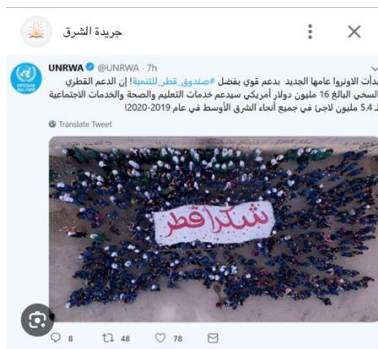 جريدة الشرق
UNRWA @UNRWA · 7h
بدأت الاونروا عامها الجديد بدعم قوي بفضل #صندوق_قطر_للتنمية! إن الدعم القطري
السخي البالغ 16 مليون دولار أمريكي سيدعم خدمات التعليم والصحة والخدمات الاجتماعية
لـ 5.4 مليون لاجئ في جميع أنحاء الشرق الأوسط في عام 2019-2020!
Translate Tweet
شكرا قطر
8 48 78